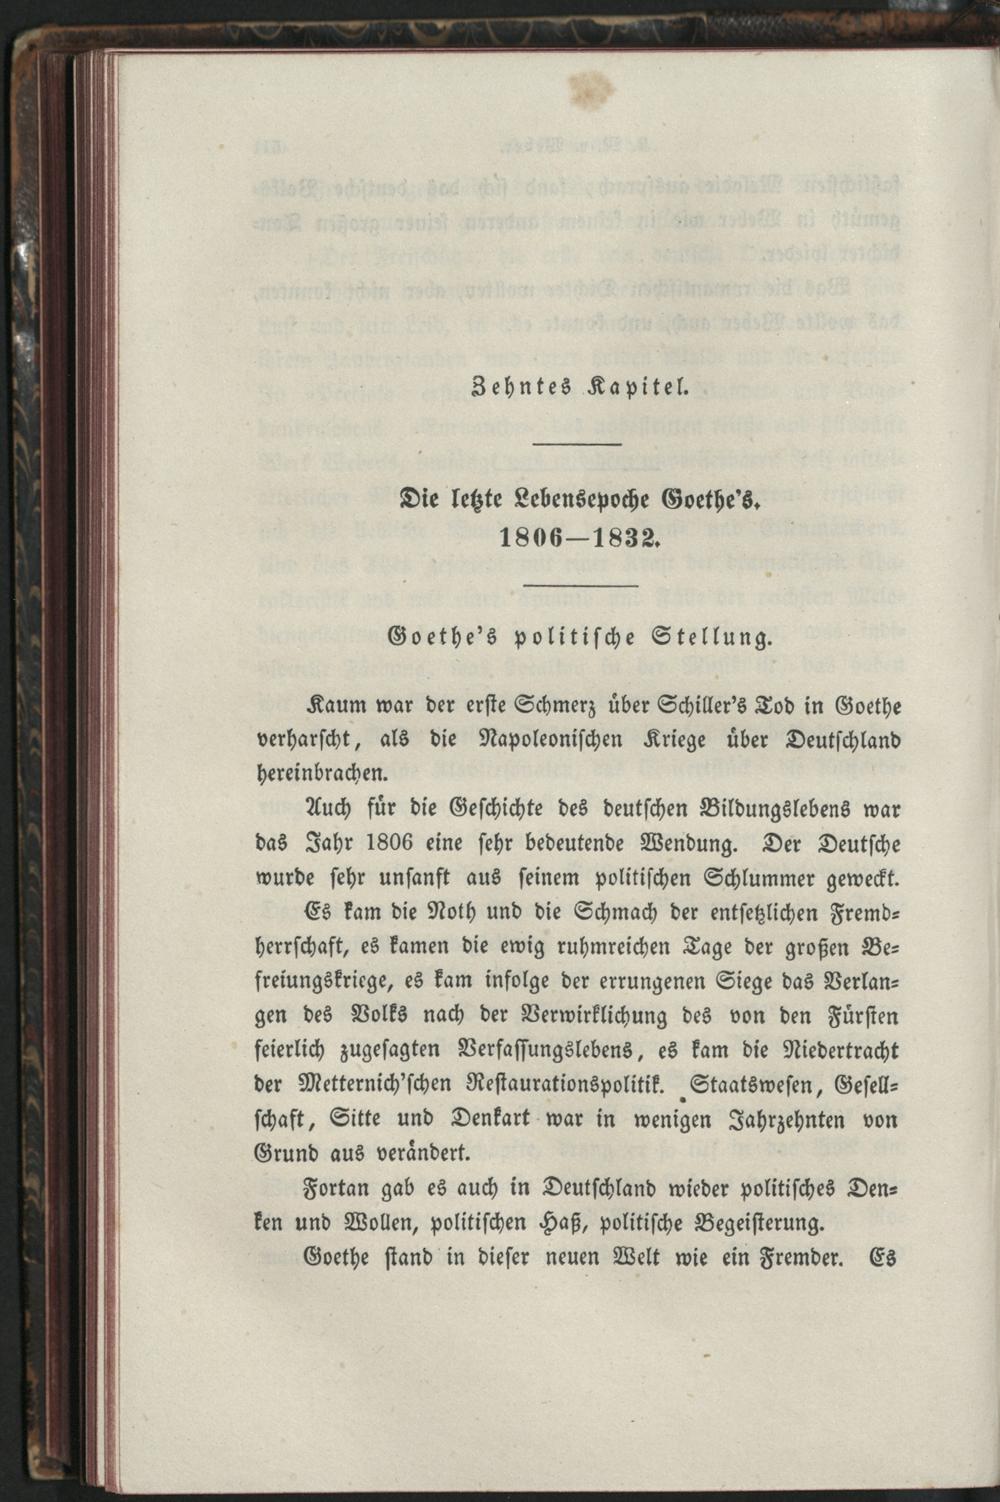 Zehntes Kapitel.
Die letzte Lebensepoche Goethe's.
1806—1832.
Goethe's politische Stellung.
Kaum war der erste Schmerz über Schiller's Tod in Goethe
verharscht, als die Napoleonischen Kriege über Deutschland
hereinbrachen.
Auch für die Geschichte des deutschen Bildungslebens war
das Jahr 1806 eine sehr bedeutende Wendung. Der Deutsche
wurde sehr unsanft aus seinem politischen Schlummer geweckt.
Es kam die Noth und die Schmach der entsetzlichen Fremd-
herrschaft, es kamen die ewig ruhmreichen Tage der großen Be-
freiungskriege, es kam infolge der errungenen Siege das Verlan-
gen des Volks nach der Verwirklichung des von den Fürsten
feierlich zugesagten Verfassungslebens, es kam die Niedertracht
der Metternich'schen Restaurationspolitik. Staatswesen, Gesell-
schaft, Sitte und Denkart war in wenigen Jahrzehnten von
Grund aus verändert.
Fortan gab es auch in Deutschland wieder politisches Den-
ken und Wollen, politischen Haß, politische Begeisterung.
Goethe stand in dieser neuen Welt wie ein Fremder. Es